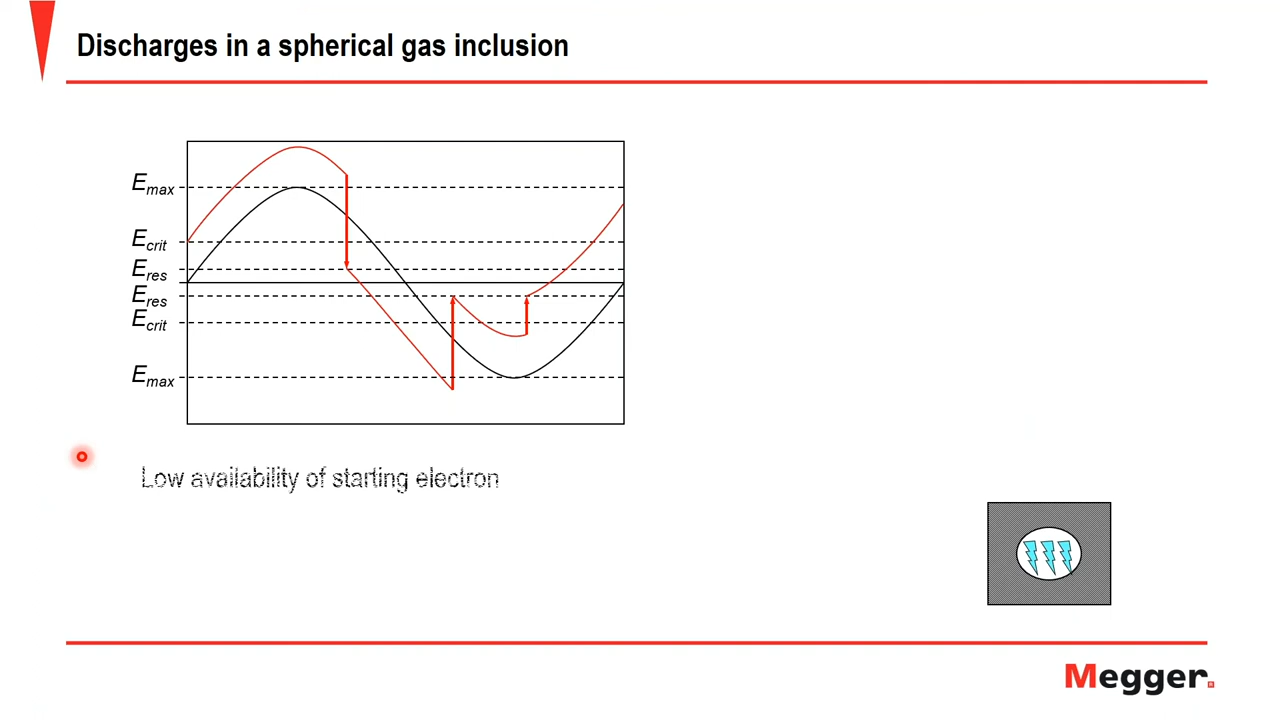 Discharges in a spherical gas inclusion
Emax
Ecrit
Eres
Eres
Ecrit
Emax
Low availability of starting electron
Megger.